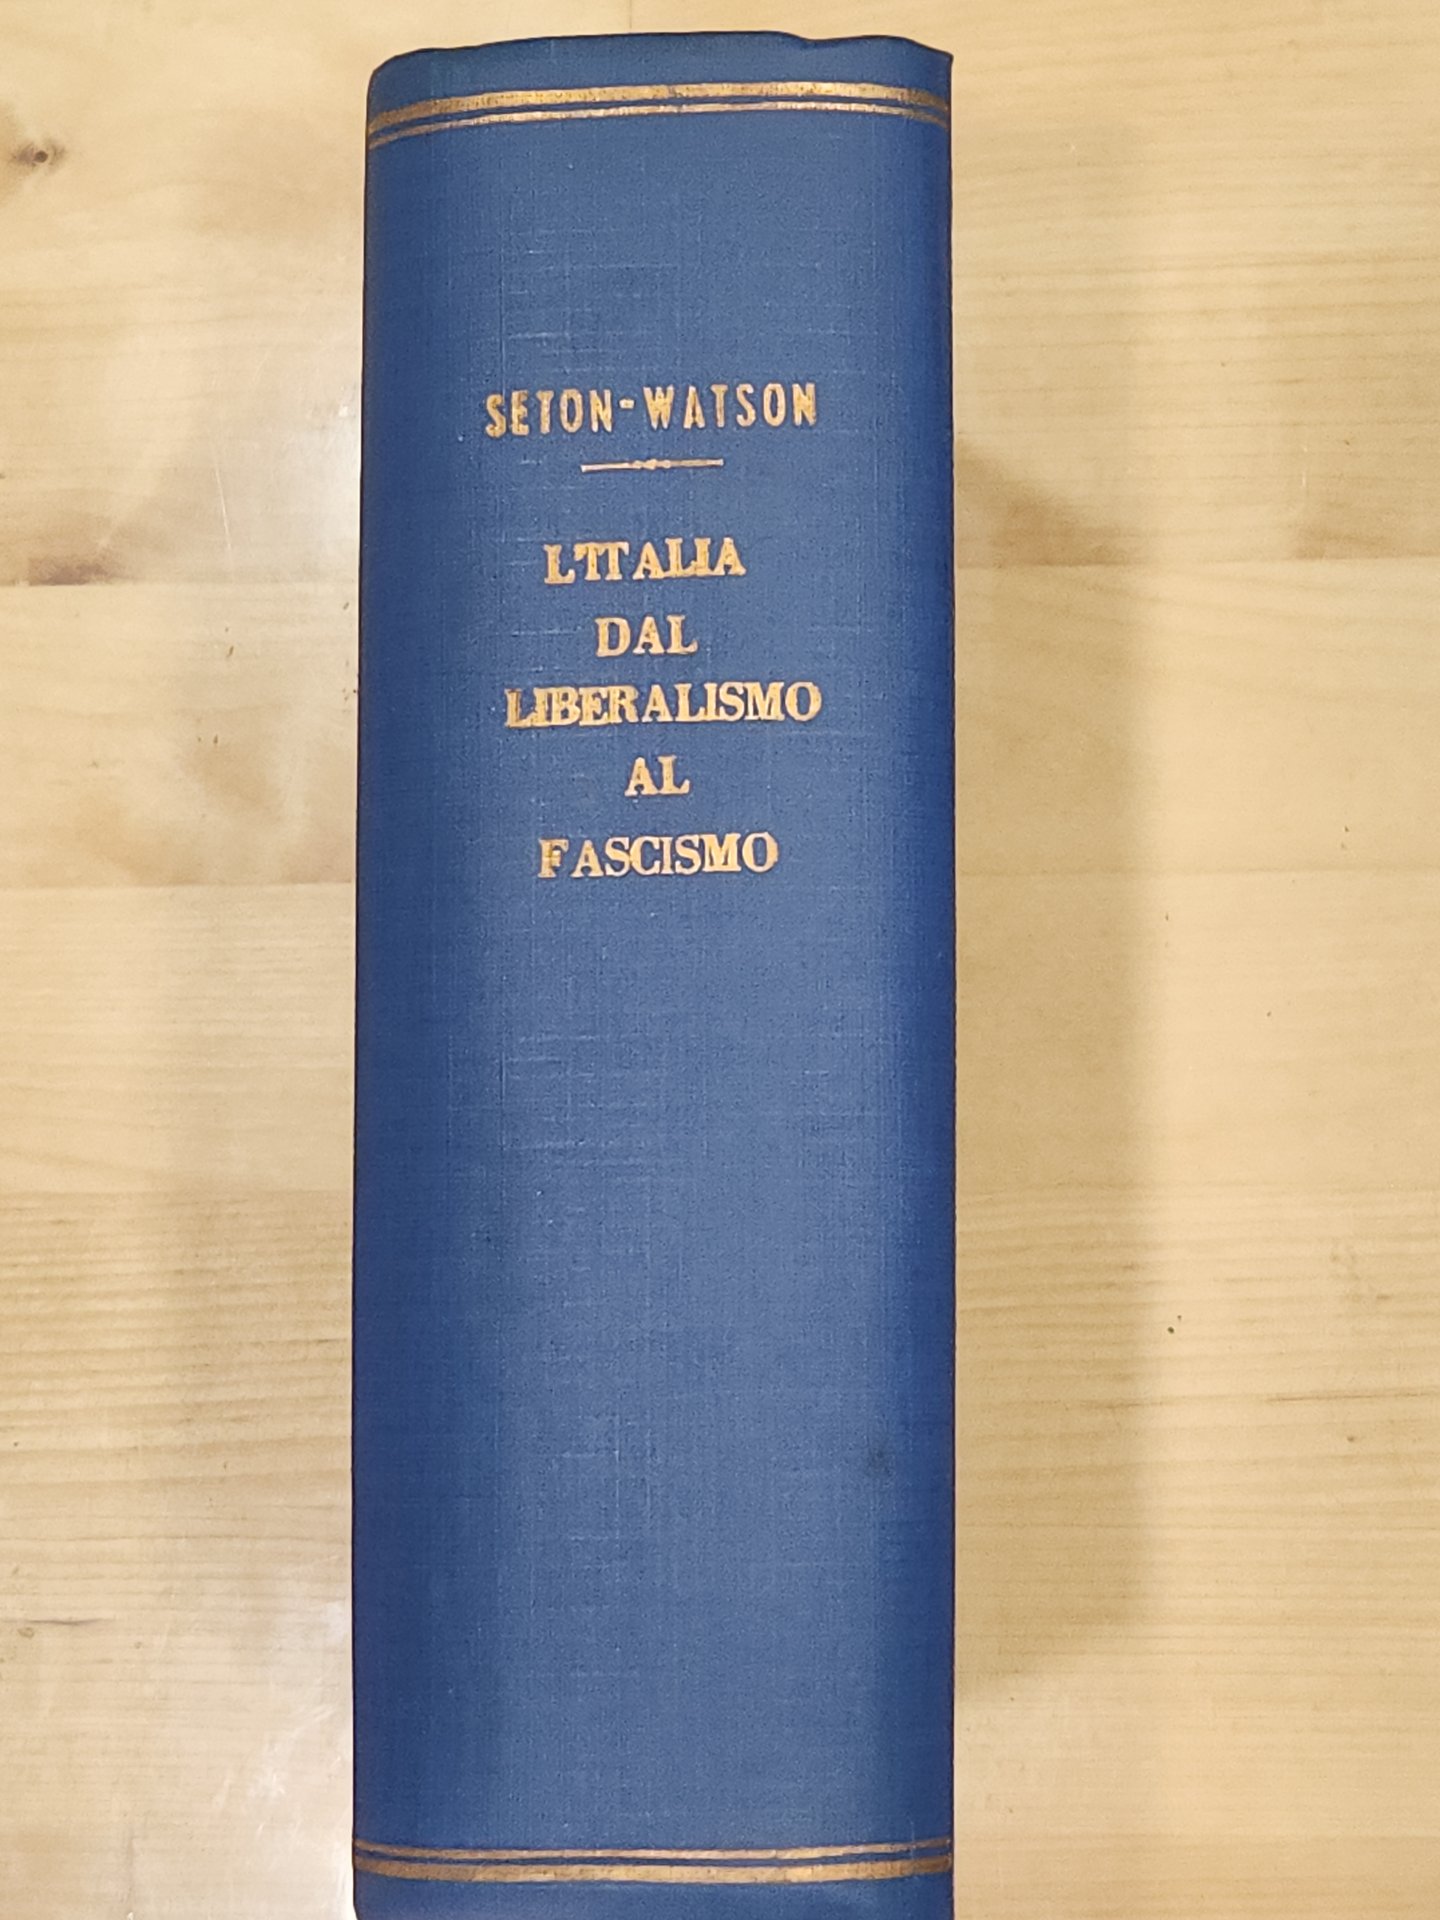 SETON-WATSON
L'ITALIA
DAL
LIBERALISMO
AL
FASCISMO